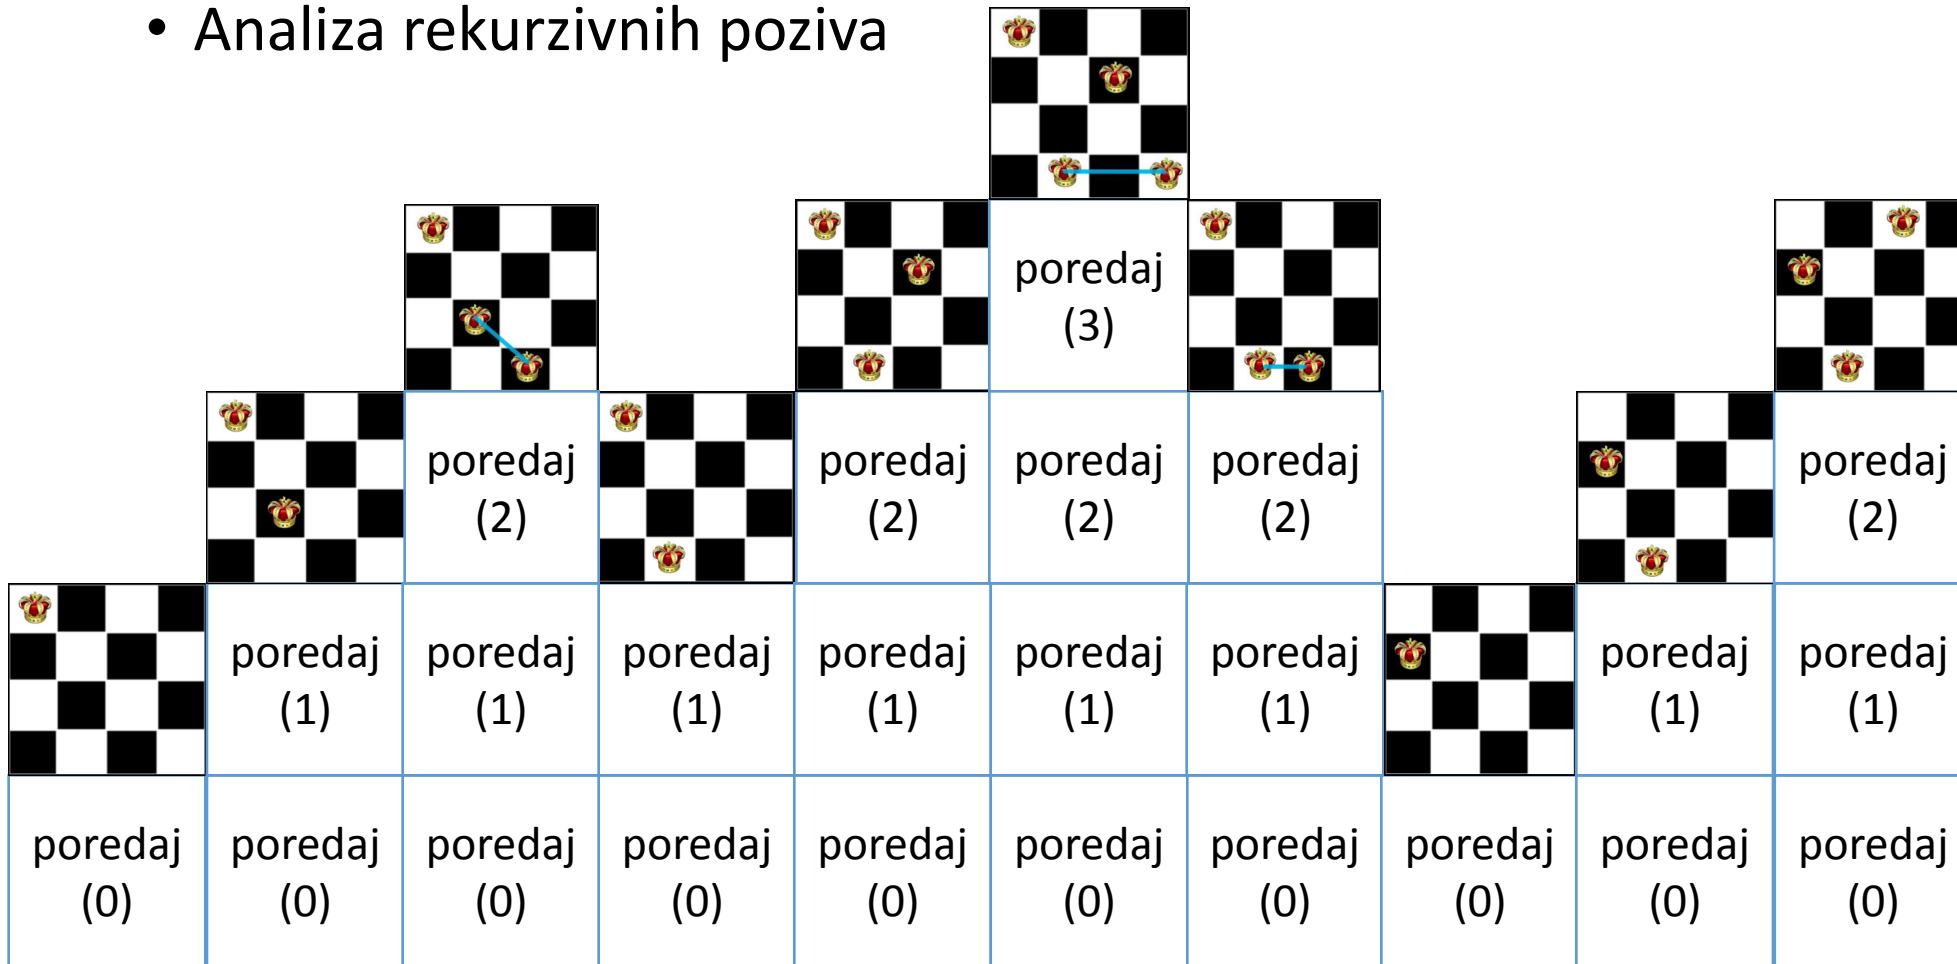 • Analiza rekurzivnih poziva
poredaj
(3)
poredaj
(2)
poredaj
(2)
poredaj
(2)
poredaj
(2)
poredaj
(2)
poredaj
(1)
poredaj
(1)
poredaj
(1)
poredaj
(1)
poredaj
(1)
poredaj
(1)
poredaj
(1)
poredaj
(1)
poredaj
(0)
poredaj
(0)
poredaj
(0)
poredaj
(0)
poredaj
(0)
poredaj
(0)
poredaj
(0)
poredaj
(0)
poredaj
(0)
poredaj
(0)